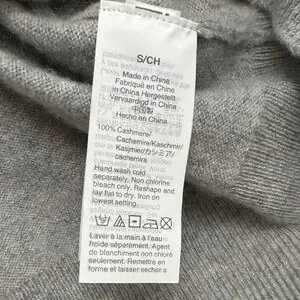 S/CH
Made in China
Fabriqué en Chine
in China Hergestellt
Vervaardigd in China
中国製
Hecho en China
100% Cashmere/
Cachemire/Kaschmir/
Kasjmier/カシミア/
cachemira
Hand wash cold
separately. Non chlorine
bleach only. Reshape and
lay flat to dry. Iron on
lowest setting.
Laver à la main à l'eau
froide séparément. Agent
de blanchiment non chloré
seulement. Remettre en
forme et laisser sécher a